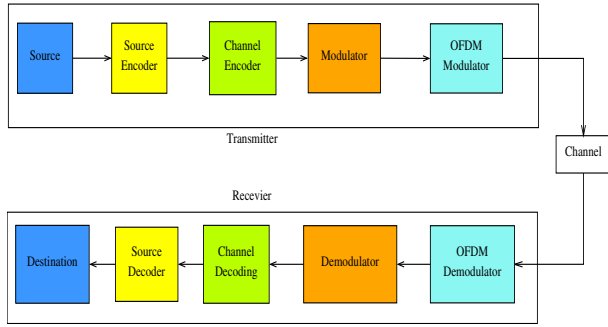 Source
Source
Encoder
Channel
Encoder
Modulator
OFDM
Modulator
Transmitter
Channel
Recevier
Destination
Source
Decoder
Channel
Decoding
Demodulator
OFDM
Demodulator